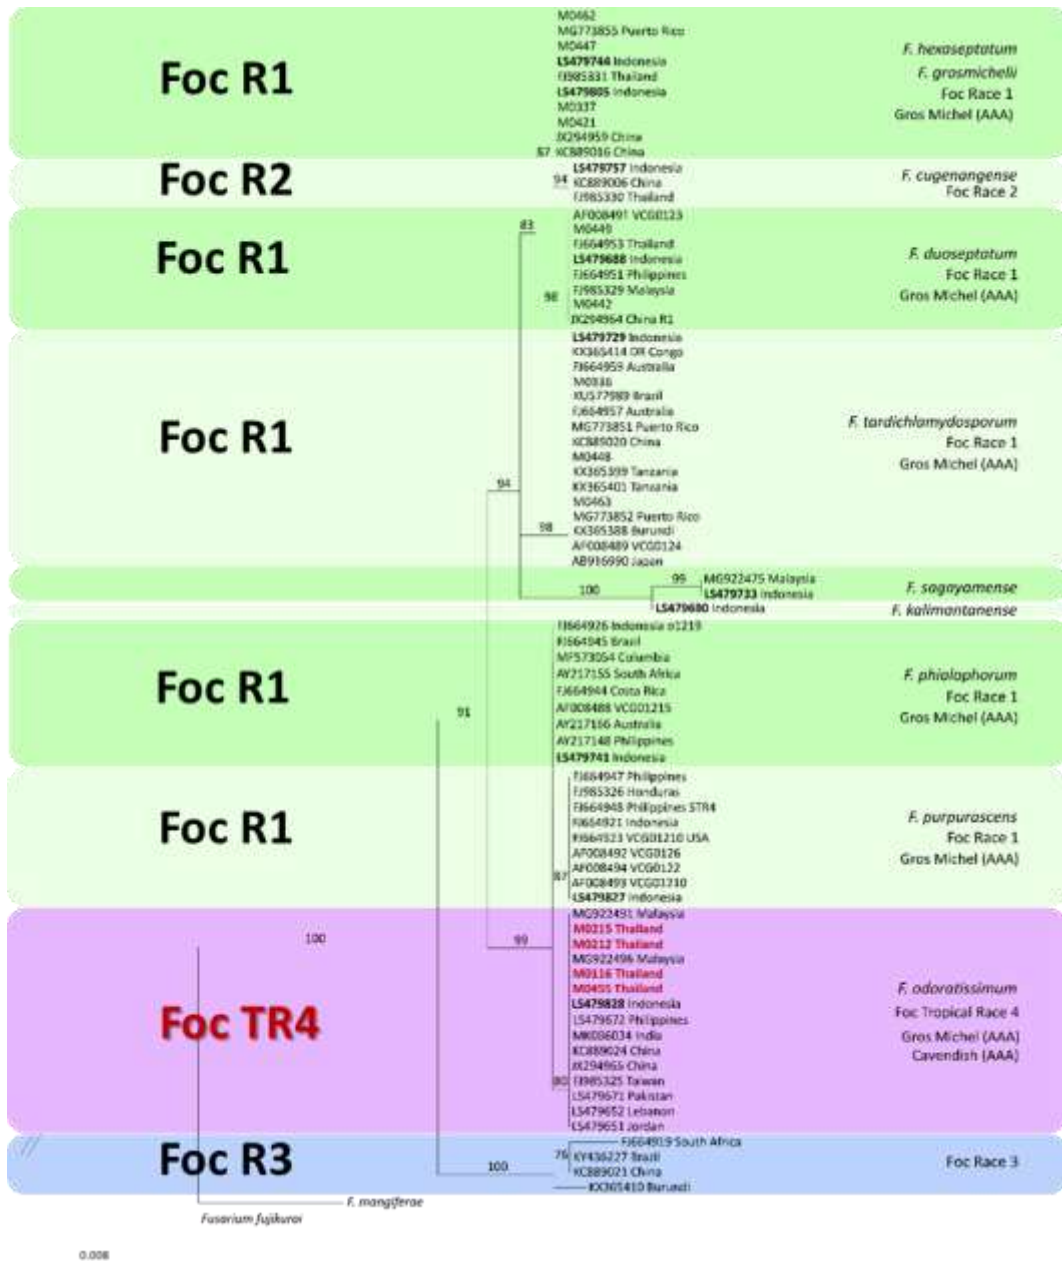 M0462
MG773855 Puerto Rico
M0447
LS479744 Indonesia
FJ985331 Thailand
LS479805 Indonesia
M0337
M0421
JX294959 China
67 KC889016 China
Foc R1
F. hexaseptatum
F. grosmichelii
Foc Race 1
Gros Michel (AAA)
Foc R2
LS479757 Indonesia
94 KC889006 China
FJ985330 Thailand
F. cugenangense
Foc Race 2
Foc R1
AF008491 VCG0123
83
M0449
FJ664953 Thailand
LS479688 Indonesia
FJ664951 Philippines
FJ985329 Malaysia
98
M0442
JX294964 China R1
F. duoseptatum
Foc Race 1
Gros Michel (AAA)
Foc R1
LS479729 Indonesia
KX365414 DR Congo
FJ664959 Australia
M0336
Brazil
FJ664957 Australia
MG773851 Puerto Rico
KC889020 China
M0448
KX365399 Tanzania
KX365401 Tanzania
94
M0463
MG773852 Puerto Rico
98 KX365388 Burundi
AF008489 VCG0124
AB916990 Japan
F. tardichlamydosporum
Foc Race 1
Gros Michel (AAA)
99 MG922475 Malaysia
100
LS479733 Indonesia
LS479680 Indonesia
F. sagayamense
F. kalimantanense
Foc R1
FJ664926 Indonesia
FJ664945 Brazil
MF573054 Columbia
AY217155 South Africa
FJ664944 Costa Rica
AF008488 VCG01215
91
AY217166 Australia
AY217148 Philippines
LS479741 Indonesia
F. phialophorum
Foc Race 1
Gros Michel (AAA)
Foc R1
FJ664947 Philippines
FJ985326 Honduras
FJ664948 Philippines STR4
FJ664921 Indonesia
FJ664923 VCG01210 USA
AF008492 VCG0126
AF008494 VCG0122
87
AF008493 VCG01210
LS479827 Indonesia
F. purpurascens
Foc Race 1
Gros Michel (AAA)
Foc TR4
MG922491 Malaysia
M0215 Thailand
100
99
M0212 Thailand
MG922496 Malaysia
M0116 Thailand
M0455 Thailand
LS479828 Indonesia
LS479672 Philippines
MK036034 India
KC889024 China
JX294965 China
80 FJ985325 Taiwan
LS479671 Pakistan
LS479652 Lebanon
LS479651 Jordan
F. odoratissimum
Foc Tropical Race 4
Gros Michel (AAA)
Cavendish (AAA)
Foc R3
FJ664919 South Africa
76 KY436227 Brazil
100
KC889021 China
KX365410 Burundi
Foc Race 3
F. mangiferae
Fusarium fujikuroi
0.008